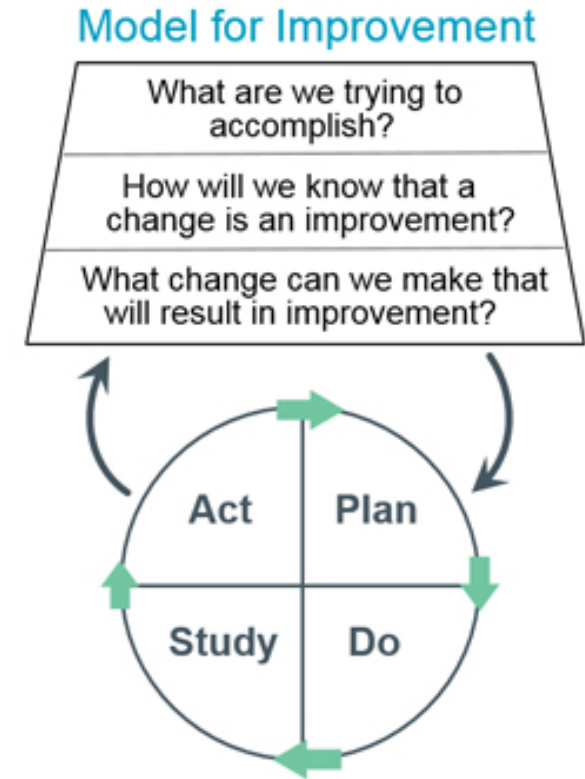 Model for Improvement
What are we trying to
accomplish?
How will we know that a
change is an improvement?
What change can we make that
will result in improvement?
Act
Plan
Study
Do